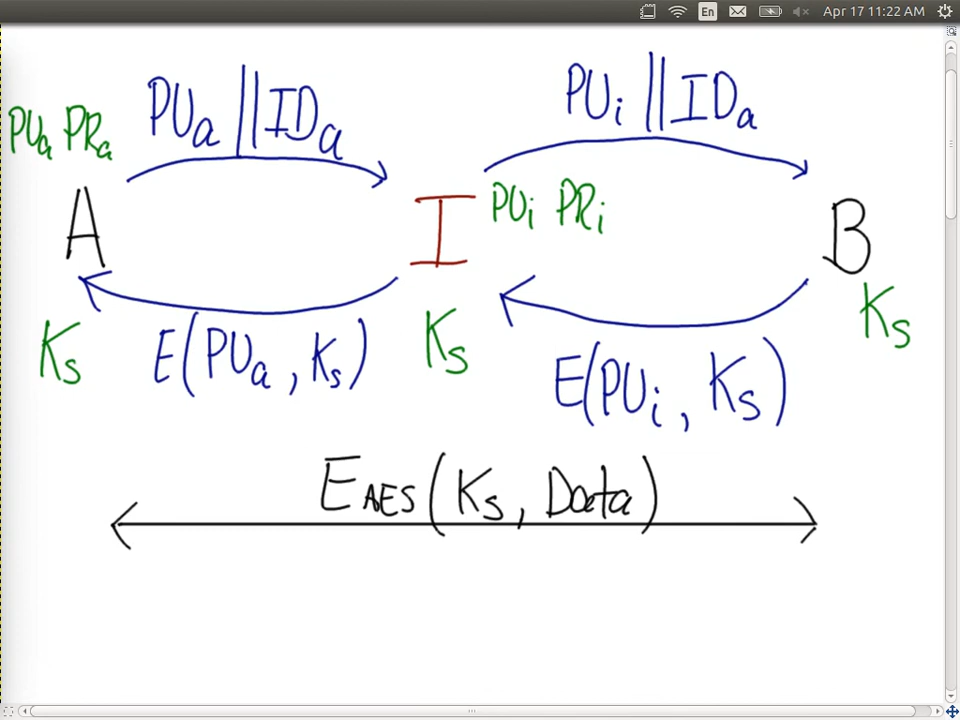 En Apr 17 11:22 AM
PUa || IDa
PUi || IDa
PUa PRa
A
I
PUi PRi
B
Ks
E(PUa, Ks)
Ks
E(PUi, Ks)
Ks
EAES(Ks, Data)